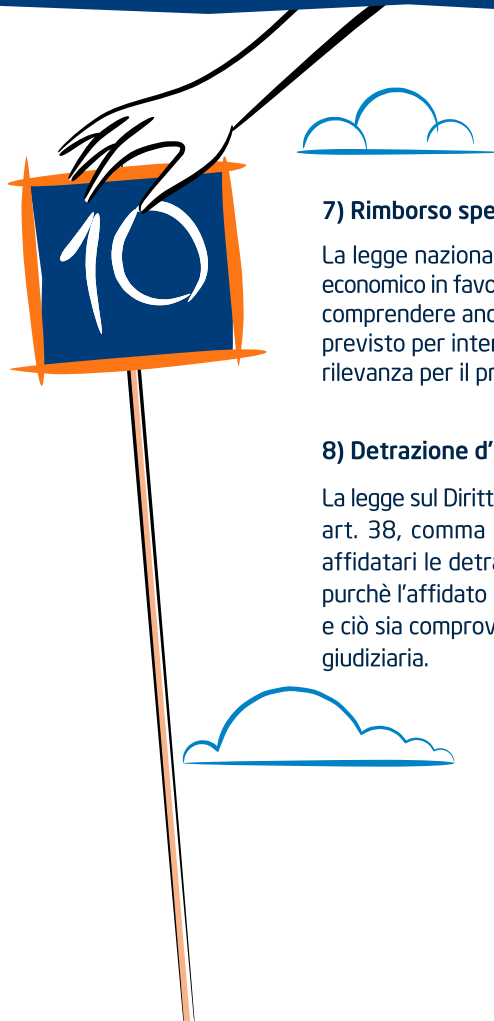 10
7) Rimborso spe
La legge naziona
economico in favo
comprendere anc
previsto per inter
rilevanza per il pr
8) Detrazione d’
La legge sul Diritt
art. 38, comma
affidatari le detra
purchè l’affidato
e ciò sia comprov
giudiziaria.